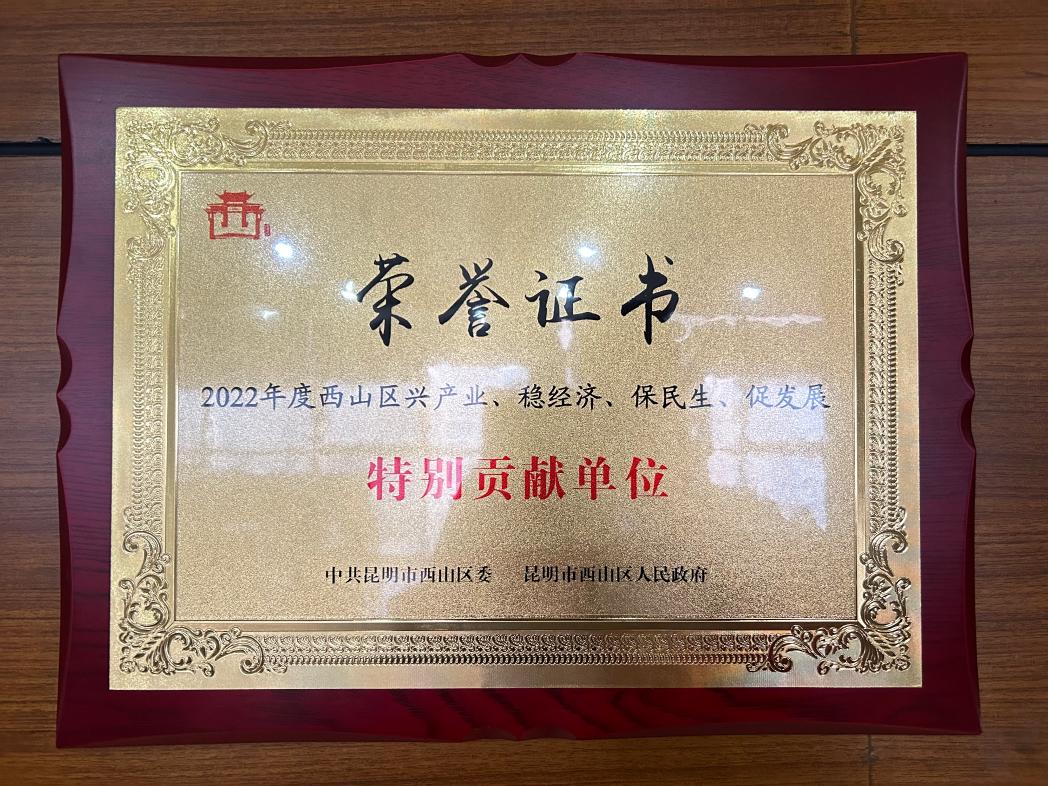 荣誉证书
2022年度西山区兴产业、稳经济、保民生、促发展
特别贡献单位
中共昆明市西山区委 昆明市西山区人民政府